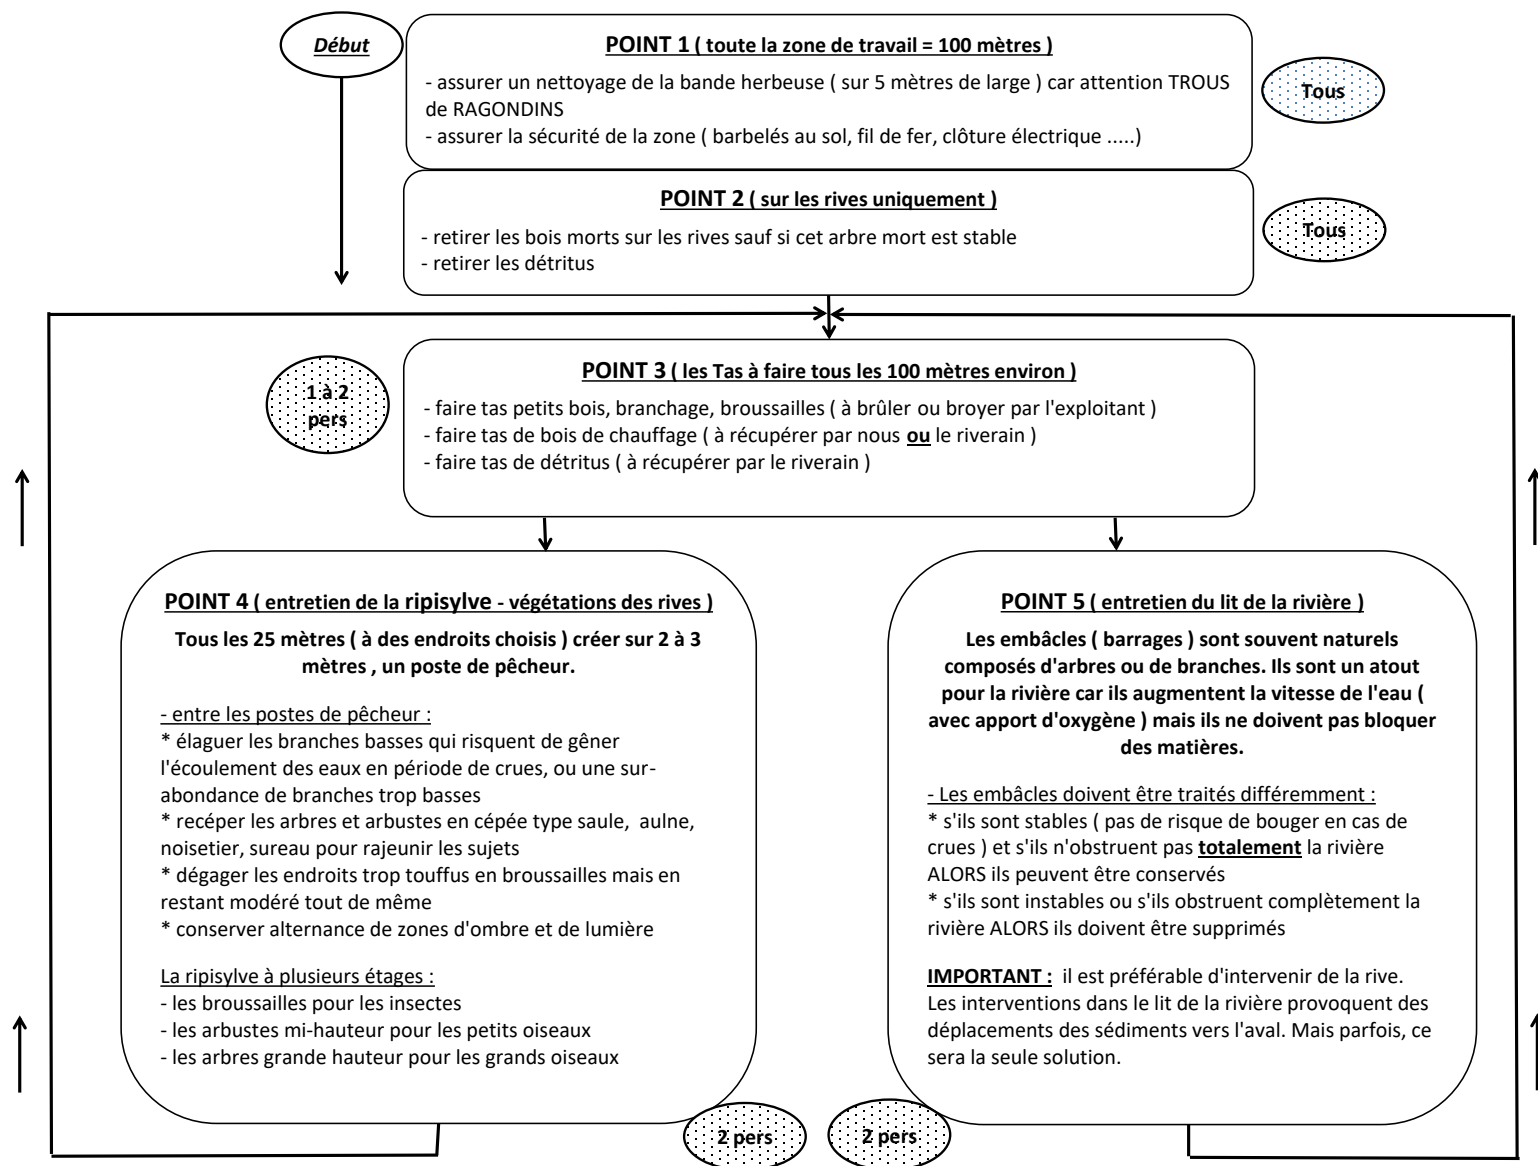 Début
POINT 1 ( toute la zone de travail = 100 mètres )
- assurer un nettoyage de la bande herbeuse ( sur 5 mètres de large ) car attention TROUS
de RAGONDINS
- assurer la sécurité de la zone ( barbelés au sol, fil de fer, clôture électrique .....)
Tous
POINT 2 ( sur les rives uniquement )
- retirer les bois morts sur les rives sauf si cet arbre mort est stable
- retirer les détritus
Tous
1 à 2
pers
POINT 3 ( les Tas à faire tous les 100 mètres environ )
- faire tas petits bois, branchage, broussailles ( à brûler ou broyer par l'exploitant )
- faire tas de bois de chauffage ( à récupérer par nous ou le riverain )
- faire tas de détritus ( à récupérer par le riverain )
POINT 4 ( entretien de la ripisylve - végétations des rives )
Tous les 25 mètres ( à des endroits choisis ) créer sur 2 à 3
mètres , un poste de pêcheur.
- entre les postes de pêcheur :
* élaguer les branches basses qui risquent de gêner
l'écoulement des eaux en période de crues, ou une sur-
abondance de branches trop basses
* recéper les arbres et arbustes en cépée type saule, aulne,
noisetier, sureau pour rajeunir les sujets
* dégager les endroits trop touffus en broussailles mais en
restant modéré tout de même
* conserver alternance de zones d'ombre et de lumière
La ripisylve à plusieurs étages :
- les broussailles pour les insectes
- les arbustes mi-hauteur pour les petits oiseaux
- les arbres grande hauteur pour les grands oiseaux
2 pers
POINT 5 ( entretien du lit de la rivière )
Les embâcles ( barrages ) sont souvent naturels
composés d'arbres ou de branches. Ils sont un atout
pour la rivière car ils augmentent la vitesse de l'eau (
avec apport d'oxygène ) mais ils ne doivent pas bloquer
des matières.
- Les embâcles doivent être traités différemment :
* s'ils sont stables ( pas de risque de bouger en cas de
crues ) et s'ils n'obstruent pas totalement la rivière
ALORS ils peuvent être conservés
* s'ils sont instables ou s'ils obstruent complètement la
rivière ALORS ils doivent être supprimés
IMPORTANT : il est préférable d'intervenir de la rive.
Les interventions dans le lit de la rivière provoquent des
déplacements des sédiments vers l'aval. Mais parfois, ce
sera la seule solution.
2 pers